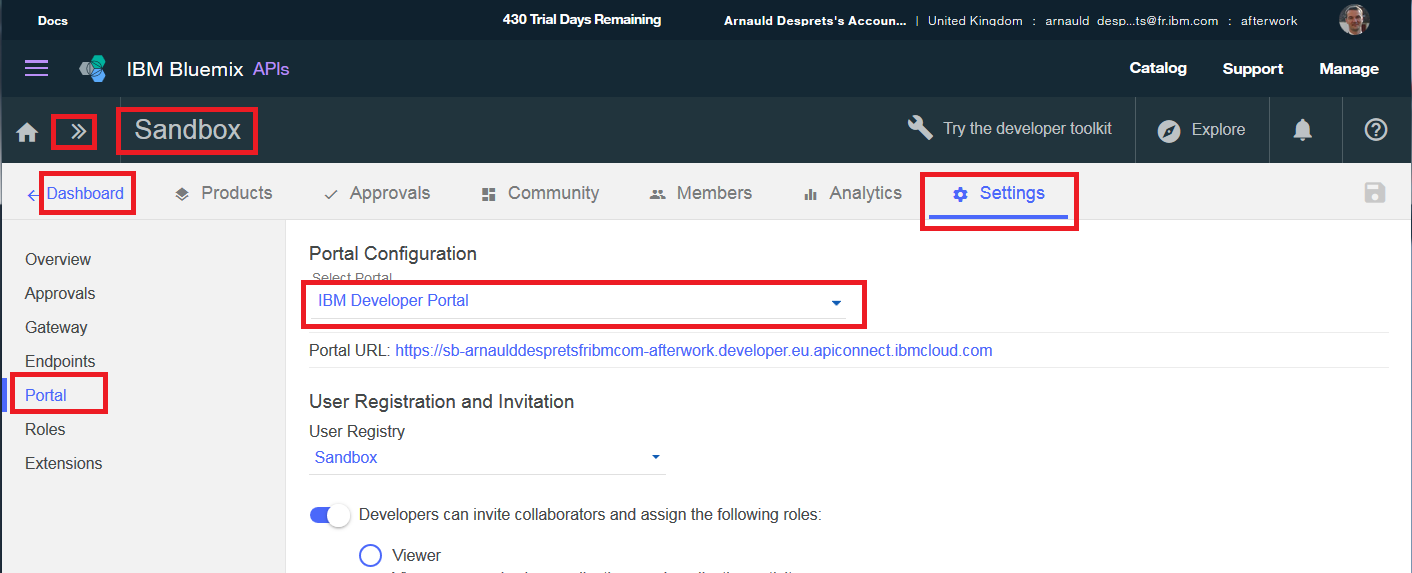 Docs
430 Trial Days Remaining
Arnauld Desprets's Accoun... | United Kingdom : arnauld_desp...ts@fr.ibm.com : afterwork
IBM Bluemix APIs
Catalog Support Manage
Sandbox
Try the developer toolkit
Explore
Dashboard
Products
Approvals
Community
Members
Analytics
Settings
Overview
Approvals
Gateway
Endpoints
Portal
Roles
Extensions
Portal Configuration
Select Portal
IBM Developer Portal
Portal URL: https://sb-arnaulddespretsfribmcom-afterwork.developer.eu.apiconnect.ibmcloud.com
User Registration and Invitation
User Registry
Sandbox
Developers can invite collaborators and assign the following roles:
Viewer